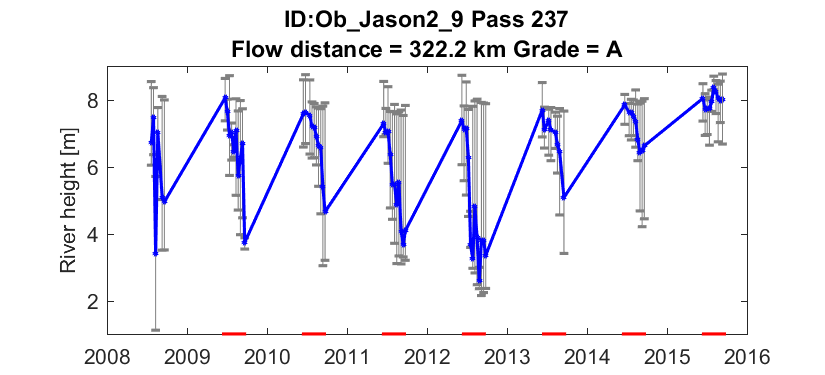 ID:Ob_Jason2_9 Pass 237
Flow distance = 322.2 km Grade = A
River height [m]
8
6
4
2
2008 2009 2010 2011 2012 2013 2014 2015 2016